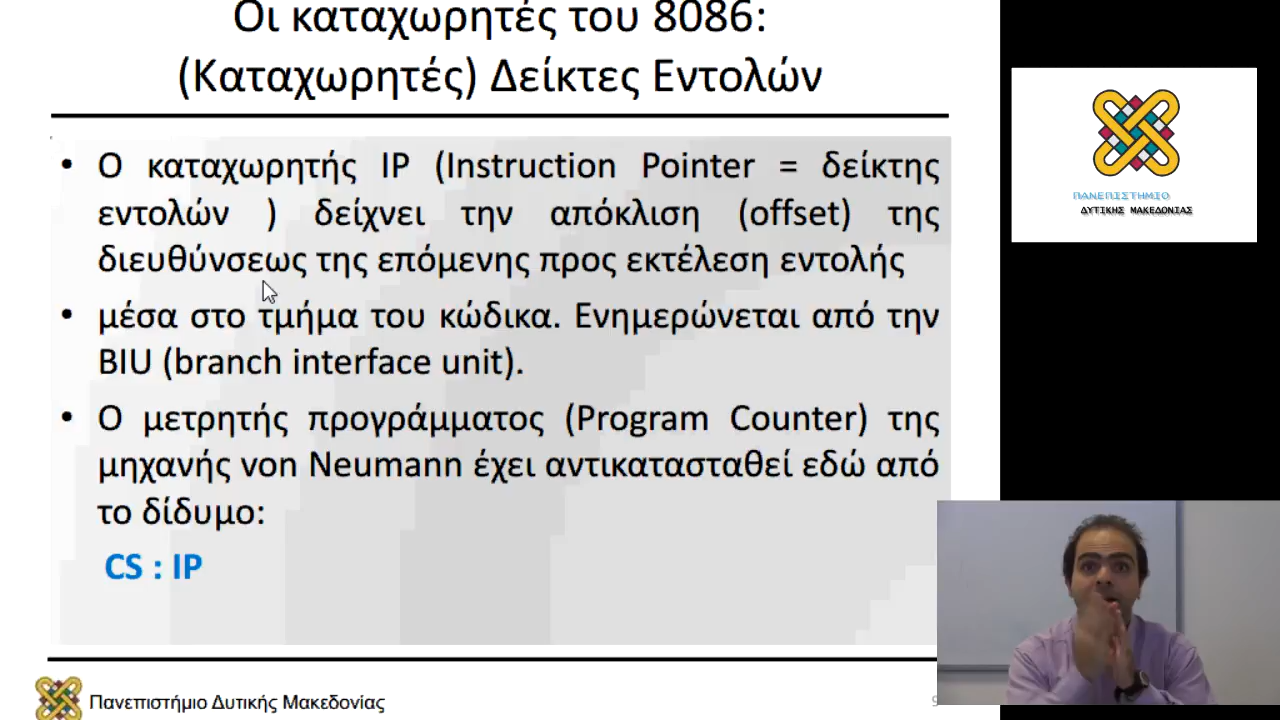 Οι καταχωρητές του 8086:
(Καταχωρητές) Δείκτες Εντολών
• Ο καταχωρητής IP (Instruction Pointer = δείκτης
εντολών ) δείχνει την απόκλιση (offset) της
διευθύνσεως της επόμενης προς εκτέλεση εντολής
• μέσα στο τμήμα του κώδικα. Ενημερώνεται από την
BIU (branch interface unit).
• Ο μετρητής προγράμματος (Program Counter) της
μηχανής von Neumann έχει αντικατασταθεί εδώ από
το δίδυμο:
CS : IP
Πανεπιστήμιο Δυτικής Μακεδονίας
9
ΠΑΝΕΠΙΣΤΗΜΙΟ
ΔΥΤΙΚΗΣ ΜΑΚΕΔΟΝΙΑΣ